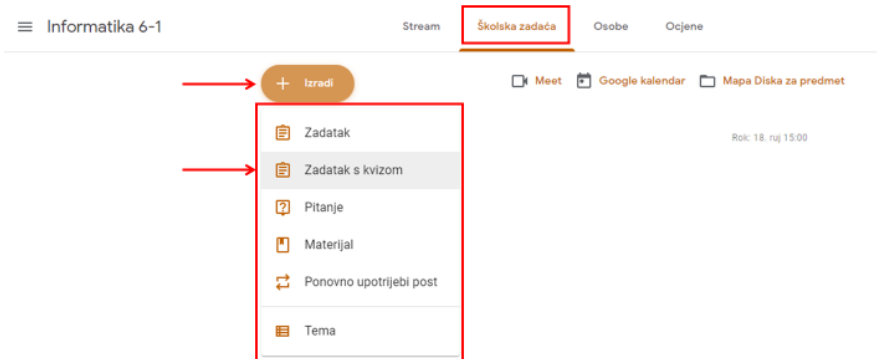 Informatika 6-1
Stream Školska zadaća Osobe Ocjene
Izradi
Meet Google kalendar Mapa Diska za predmet
Zadatak
Rok: 18. ruj 15:00
Zadatak s kvizom
Pitanje
Materijal
Ponovno upotrijebi post
Tema